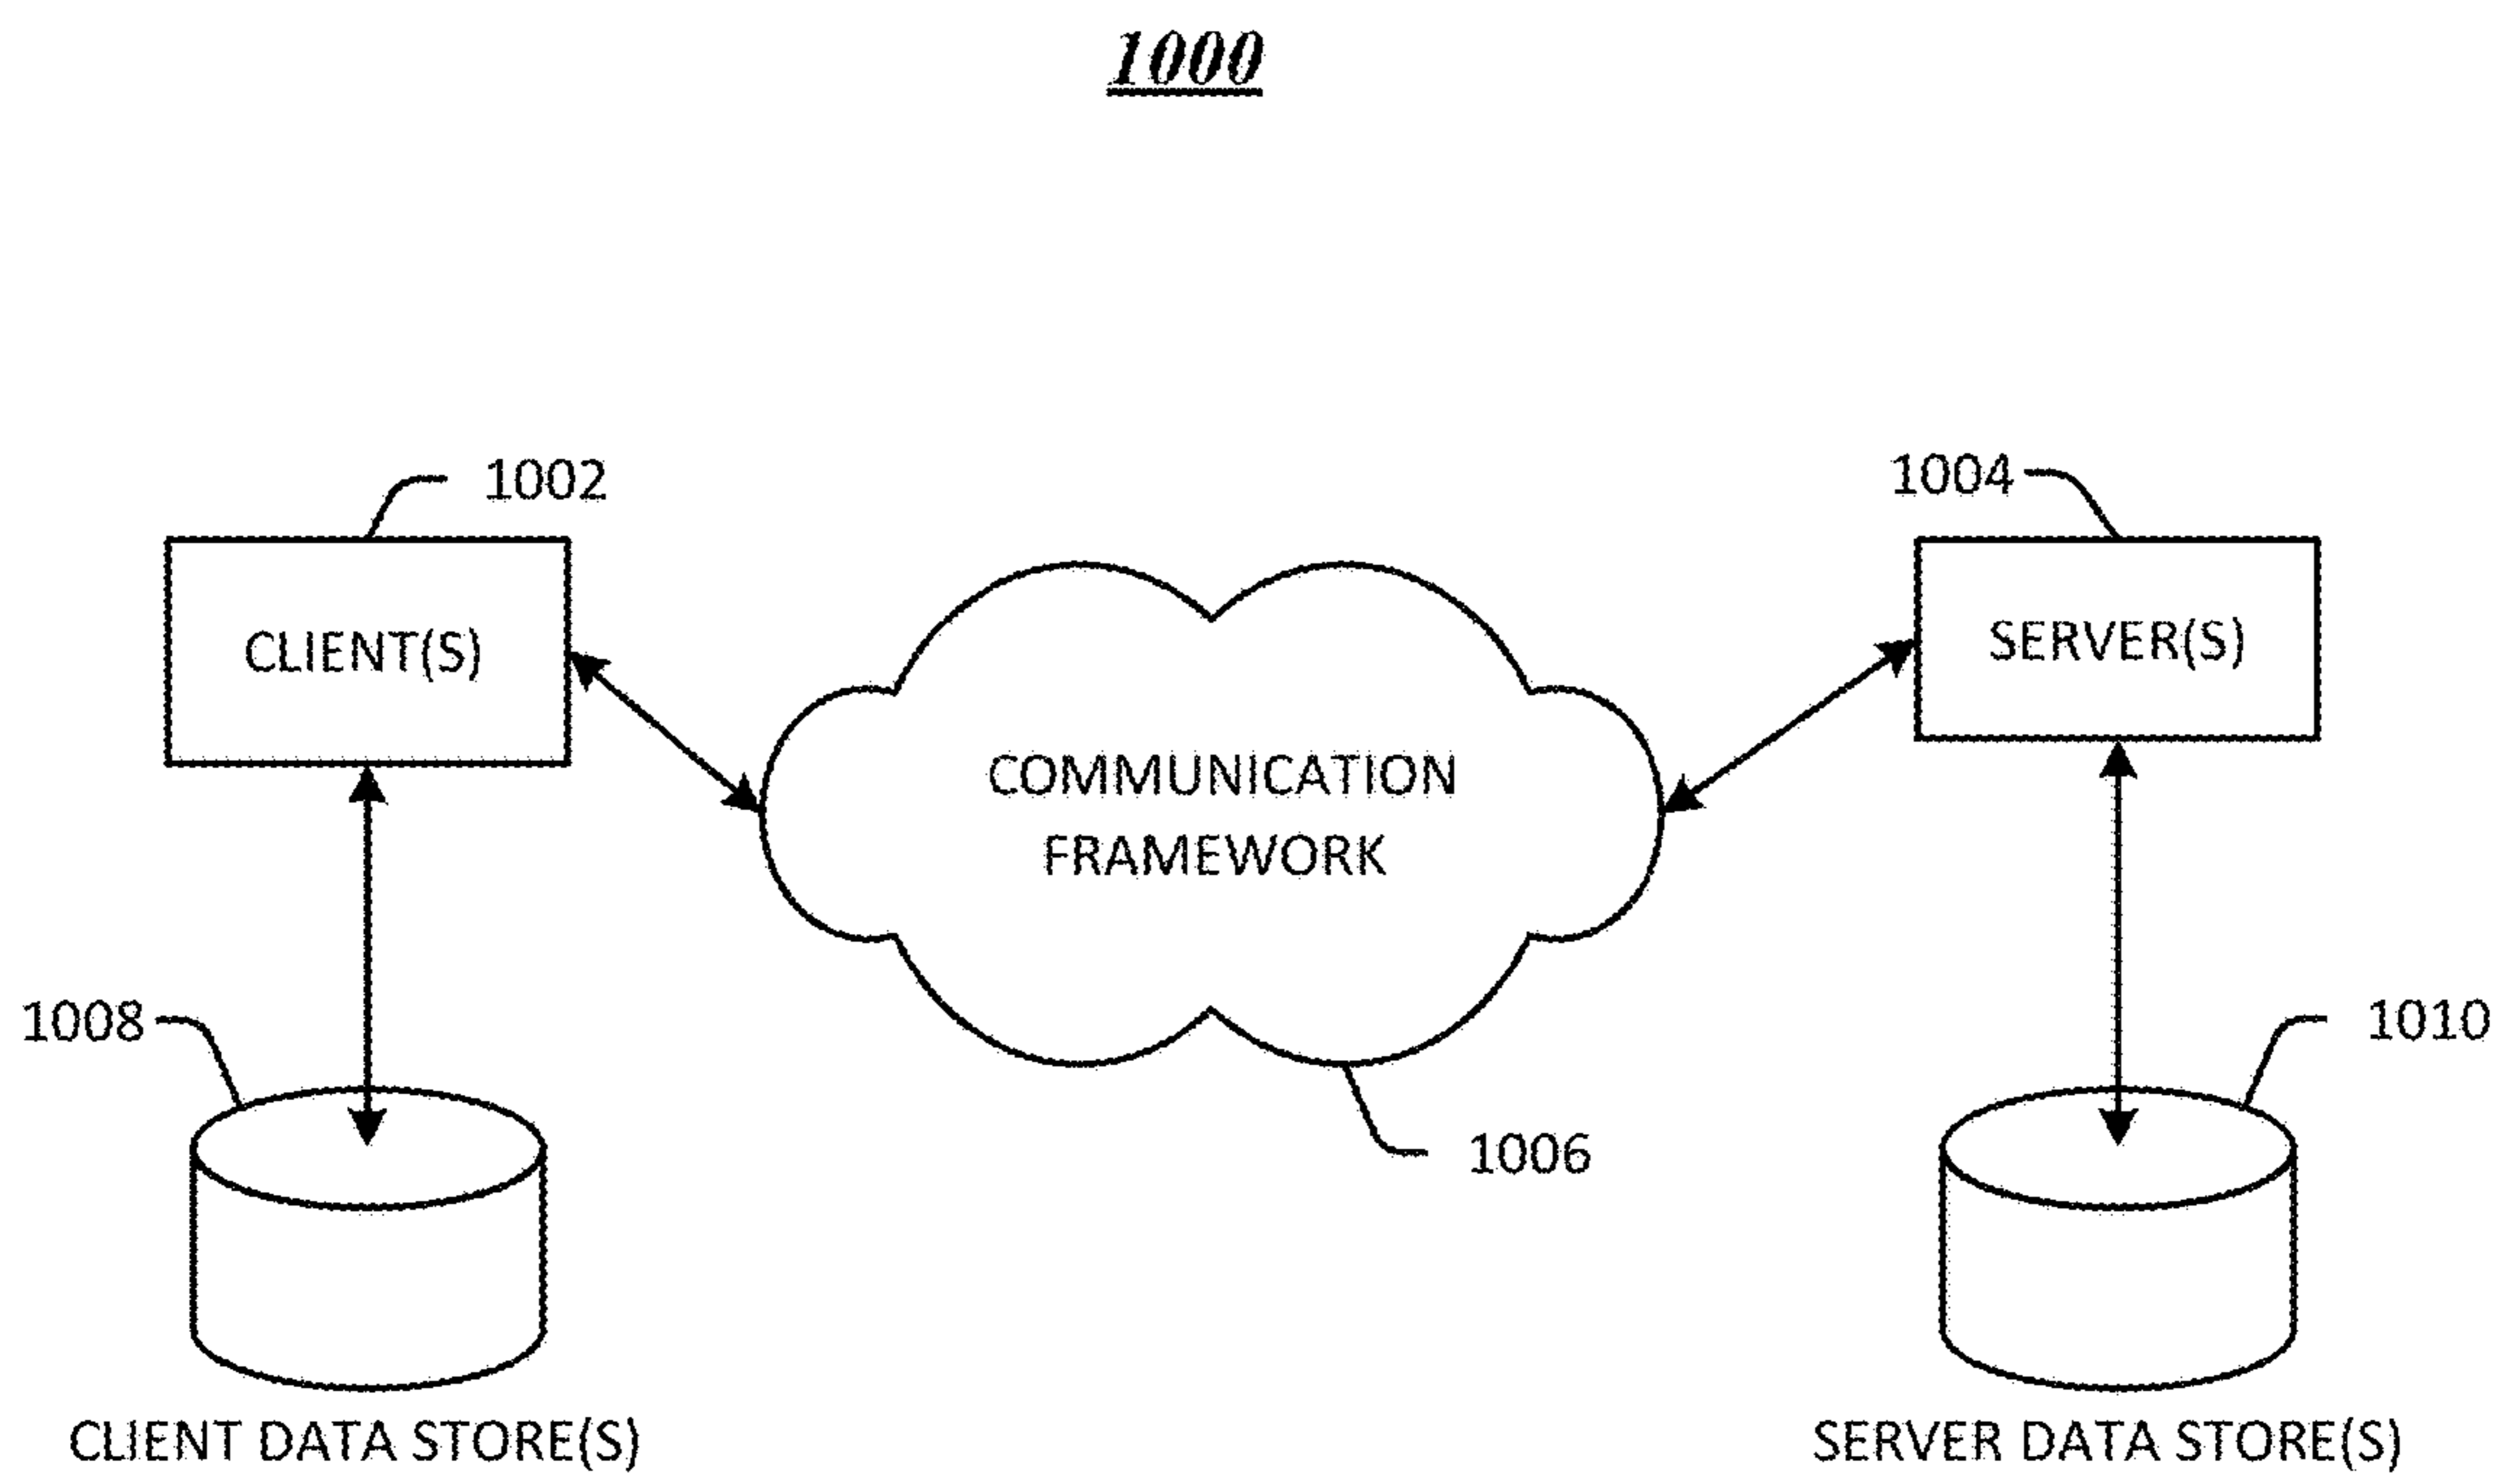 1000
1002
1004
CLIENT(S)
SERVER(S)
COMMUNICATION
FRAMEWORK
1008
1010
1006
CLIENT DATA STORE(S)
SERVER DATA STORE(S)